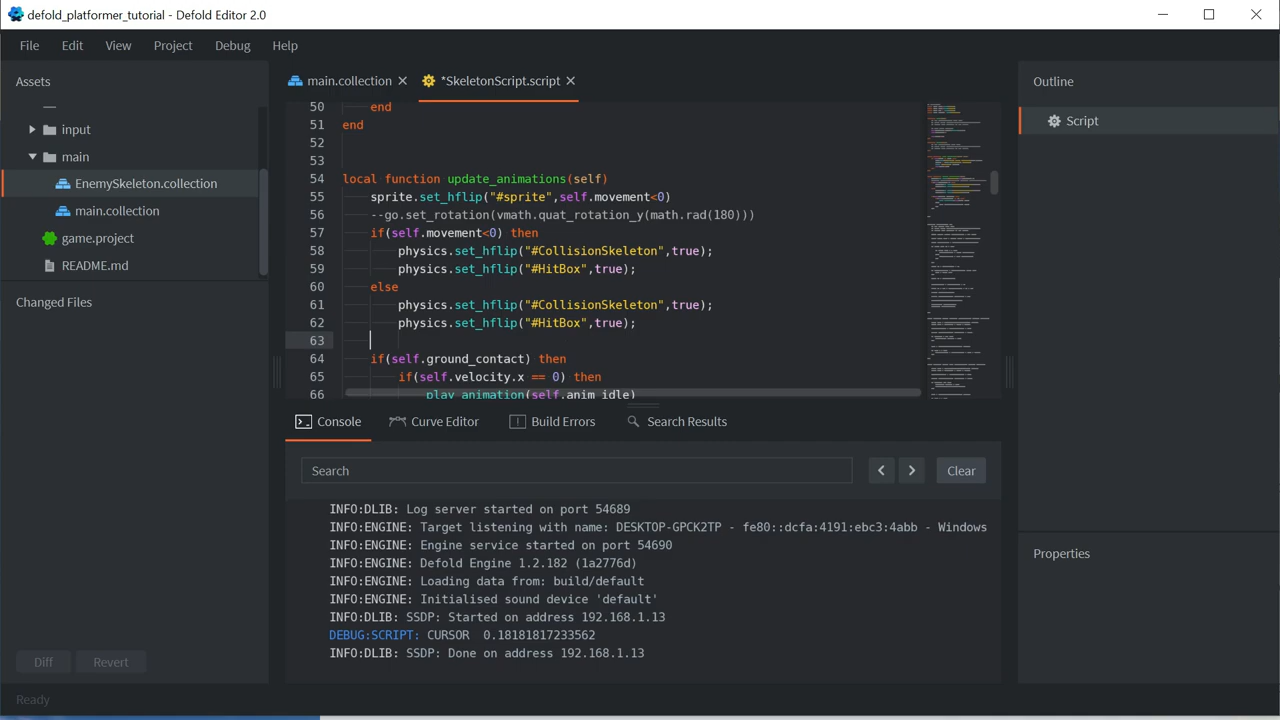 defold_platformer_tutorial - Defold Editor 2.0
File Edit View Project Debug Help
Assets
input
main
EnemySkeleton.collection
main.collection
game.project
README.md
Changed Files
Diff Revert
Ready
main.collection *SkeletonScript.script
50 end
51 end
52
53
54 local function update_animations(self)
55 sprite.set_hflip("#sprite",self.movement<0)
56 --go.set_rotation(vmath.quat_rotation_y(math.rad(180)))
57 if(self.movement<0) then
58 physics.set_hflip("#CollisionSkeleton",true);
59 physics.set_hflip("#HitBox",true);
60 else
61 physics.set_hflip("#CollisionSkeleton",true);
62 physics.set_hflip("#HitBox",true);
63
64 if(self.ground_contact) then
65 if(self.velocity.x == 0) then
66 play_animation(self.anim_idle)
Console Curve Editor Build Errors Search Results
Search
Clear
INFO:DLIB: Log server started on port 54689
INFO:ENGINE: Target listening with name: DESKTOP-GPCK2TP - fe80::dcfa:4191:ebc3:4abb - Windows
INFO:ENGINE: Engine service started on port 54690
INFO:ENGINE: Defold Engine 1.2.182 (1a2776d)
INFO:ENGINE: Loading data from: build/default
INFO:ENGINE: Initialised sound device 'default'
INFO:DLIB: SSDP: Started on address 192.168.1.13
DEBUG:SCRIPT: CURSOR 0.18181817233562
INFO:DLIB: SSDP: Done on address 192.168.1.13
Outline
Script
Properties